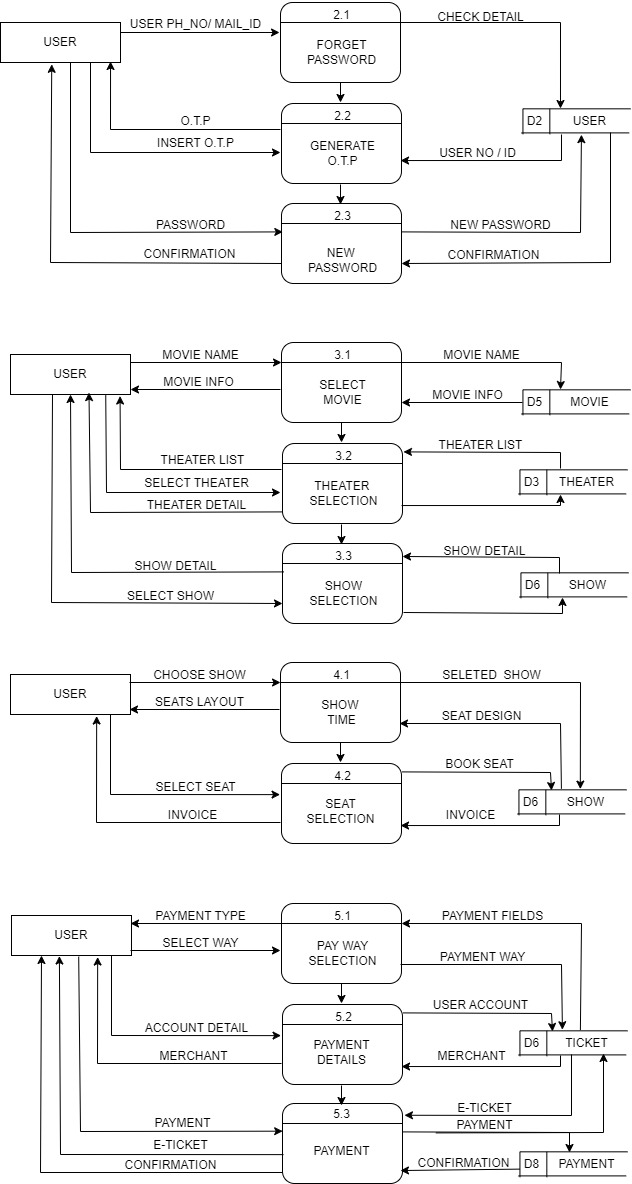 USER PH_NO/ MAIL_ID
2.1
CHECK DETAIL
USER
FORGET
PASSWORD
O.T.P
2.2
D2
USER
INSERT O.T.P
GENERATE
O.T.P
USER NO / ID
2.3
PASSWORD
NEW PASSWORD
CONFIRMATION
NEW
PASSWORD
CONFIRMATION
MOVIE NAME
3.1
MOVIE NAME
USER
MOVIE INFO
SELECT
MOVIE
MOVIE INFO
D5
MOVIE
THEATER LIST
3.2
THEATER LIST
SELECT THEATER
THEATER
SELECTION
D3
THEATER
THEATER DETAIL
3.3
SHOW DETAIL
SHOW DETAIL
SHOW
SELECTION
D6
SHOW
SELECT SHOW
CHOOSE SHOW
4.1
SELETED SHOW
USER
SEATS LAYOUT
SHOW
TIME
SEAT DESIGN
4.2
BOOK SEAT
SELECT SEAT
SEAT
SELECTION
D6
SHOW
INVOICE
INVOICE
PAYMENT TYPE
5.1
PAYMENT FIELDS
USER
SELECT WAY
PAY WAY
SELECTION
PAYMENT WAY
5.2
USER ACCOUNT
ACCOUNT DETAIL
PAYMENT
DETAILS
D6
TICKET
MERCHANT
MERCHANT
5.3
E-TICKET
PAYMENT
PAYMENT
E-TICKET
PAYMENT
CONFIRMATION
CONFIRMATION
D8
PAYMENT